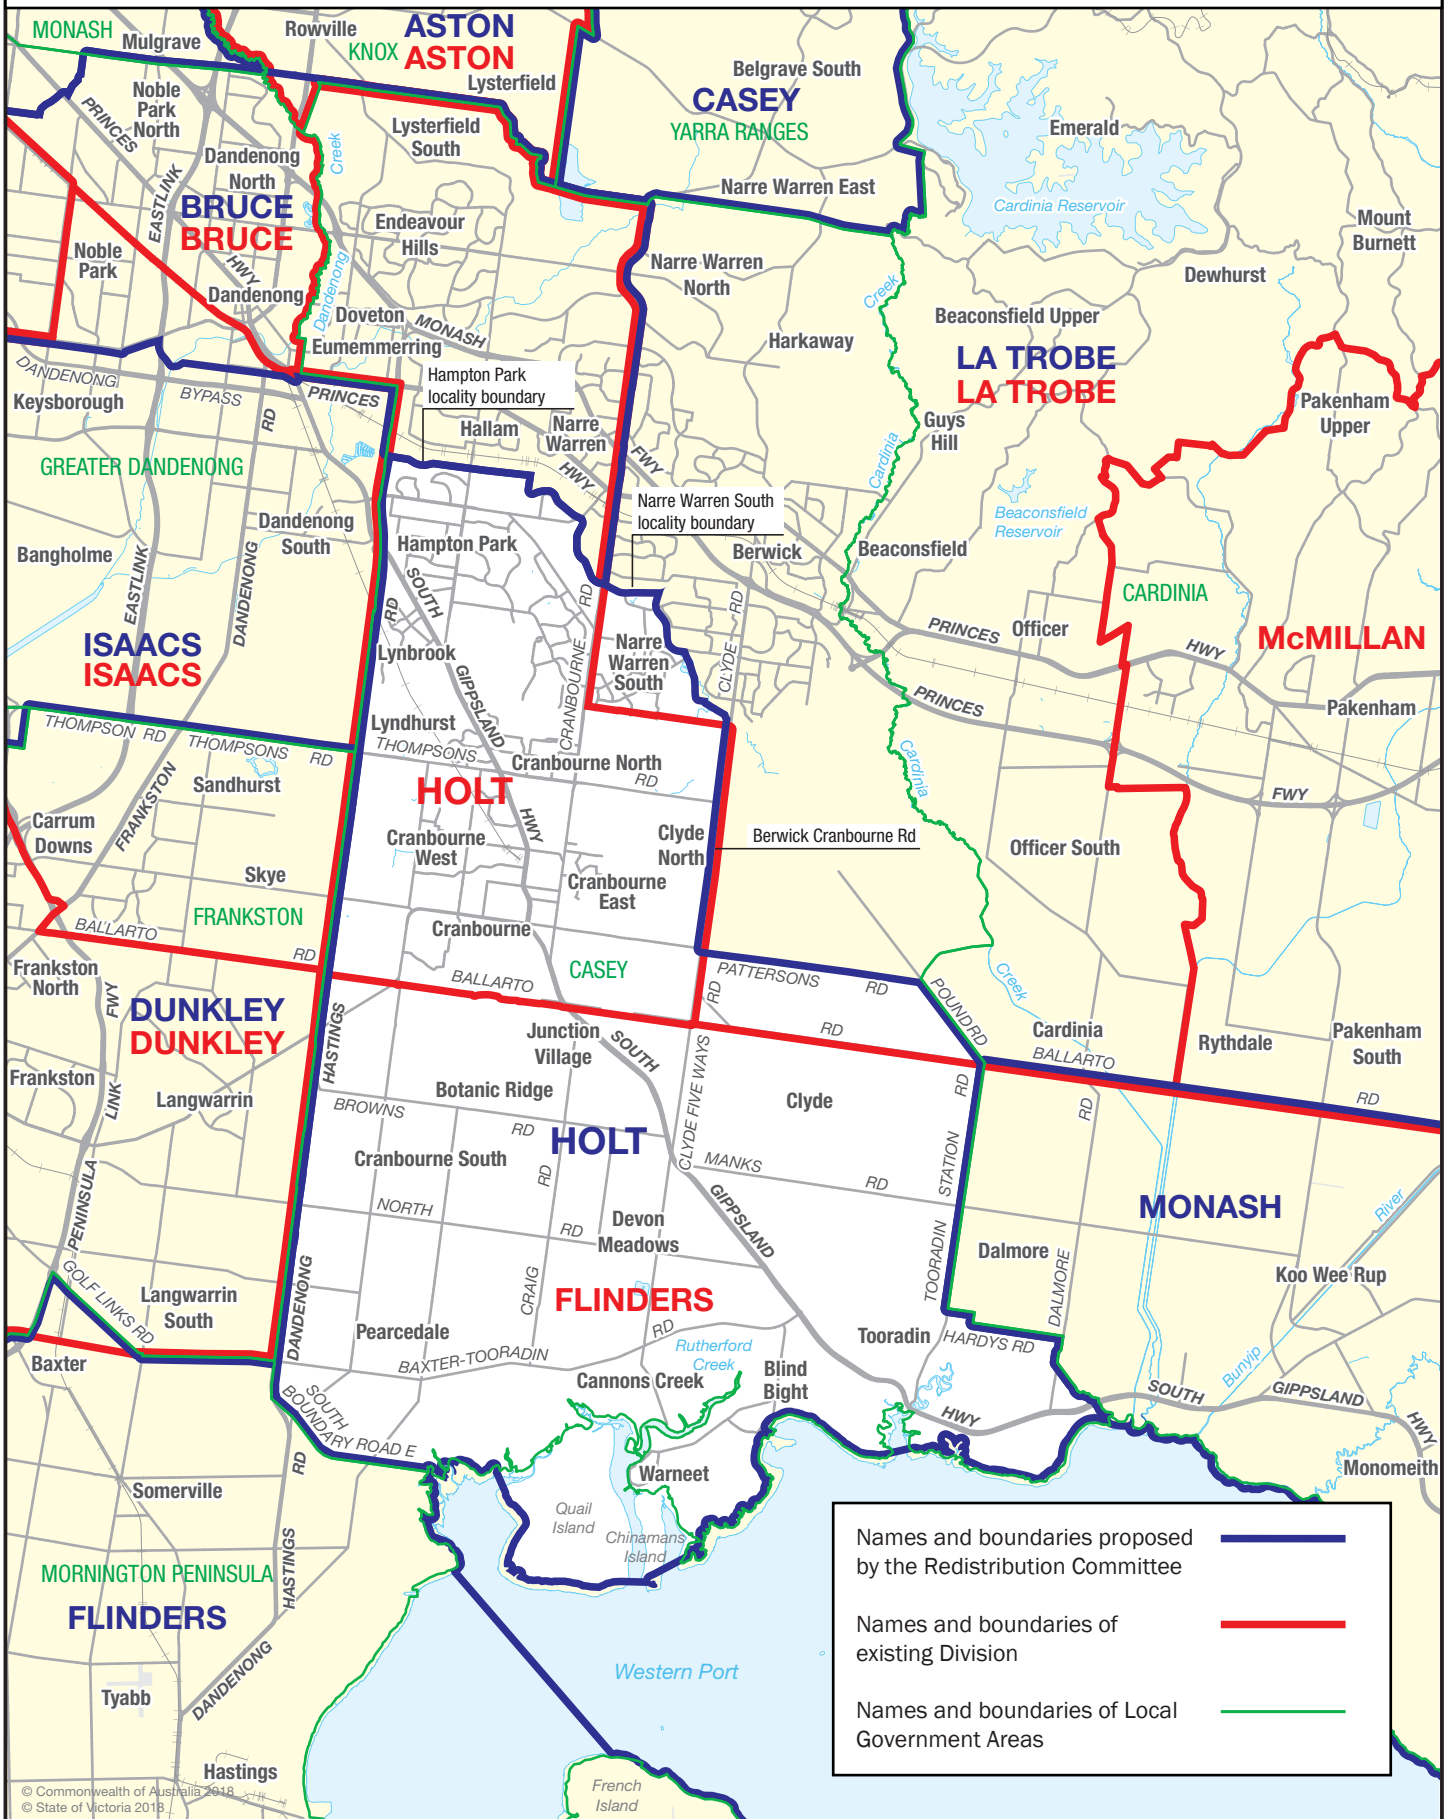 MONASH
Mulgrave
Rowville
KNOX
ASTON
ASTON
Lysterfield
Belgrave South
CASEY
YARRA RANGES
Emerald
Noble
Park
North
PRINCES
Lysterfield
South
Creek
Dandenong
North
EASTLINK
BRUCE
BRUCE
Narre Warren East
Cardinia Reservoir
Mount
Burnett
Endeavour
Hills
Noble
Park
HWY
Dandenong
Dandenong
Narre Warren
North
Creek
Dewhurst
Doveton
MONASH
Eumemmerring
Beaconsfield Upper
Harkaway
LA TROBE
LA TROBE
DANDENONG
BYPASS
Keysborough
RD
PRINCES
Hampton Park
locality boundary
Hallam
Narre
Warren
HWY
FWY
Guys
Hill
Cardinia
Pakenham
Upper
GREATER DANDENONG
Narre Warren South
locality boundary
Beaconsfield
Reservoir
Dandenong
South
Bangholme
EASTLINK
DANDENONG
Hampton Park
SOUTH
RD
RD
Berwick
Beaconsfield
CARDINIA
RD
ISAACS
ISAACS
Lynbrook
GIPPSLAND
CRANBOURNE
Narre
Warren
South
CLYDE
PRINCES
Officer
HWY
McMILLAN
PRINCES
Pakenham
THOMPSON RD
THOMPSONS
RD
Lyndhurst
THOMPSONS
Cranbourne North
RD
Cardinia
Sandhurst
HOLT
FWY
FRANKSTON
Carrum
Downs
Cranbourne
West
HWY
Clyde
North
Berwick Cranbourne Rd
Officer South
Skye
Cranbourne
East
FRANKSTON
BALLARTO
RD
Cranbourne
CASEY
BALLARTO
Frankston
North
FWY
PATTERSONS
RD
RD
POUND RD
Creek
DUNKLEY
DUNKLEY
HASTINGS
Junction
Village
SOUTH
RD
Cardinia
BALLARTO
Rythdale
Pakenham
South
Frankston
LINK
Langwarrin
Botanic Ridge
CLYDE FIVE WAYS
Clyde
RD
RD
RD
BROWNS
RD
HOLT
Cranbourne South
RD
MANKS
RD
STATION
PENINSULA
NORTH
RD
Devon
Meadows
GIPPSLAND
MONASH
River
TOORADIN
Dalmore
DALMORE
Koo Wee Rup
GOLF LINKS RD
Langwarrin
South
DANDENONG
CRAIG
FLINDERS
Baxter
Pearcedale
BAXTER-TOORADIN
RD
Rutherford
Creek
Tooradin
HARDYS RD
Bunyip
Cannons Creek
Blind
Bight
SOUTH
BOUNDARY ROAD E
HWY
SOUTH
GIPPSLAND
HWY
RD
Somerville
Warneet
Monomeith
Quail
Island
Chinamans
Island
HASTINGS
MORNINGTON PENINSULA
FLINDERS
DANDENONG
Tyabb
Western Port
Hastings
French
Island
Names and boundaries proposed
by the Redistribution Committee
Names and boundaries of
existing Division
Names and boundaries of Local
Government Areas
© Commonwealth of Australia 2018
© State of Victoria 2018